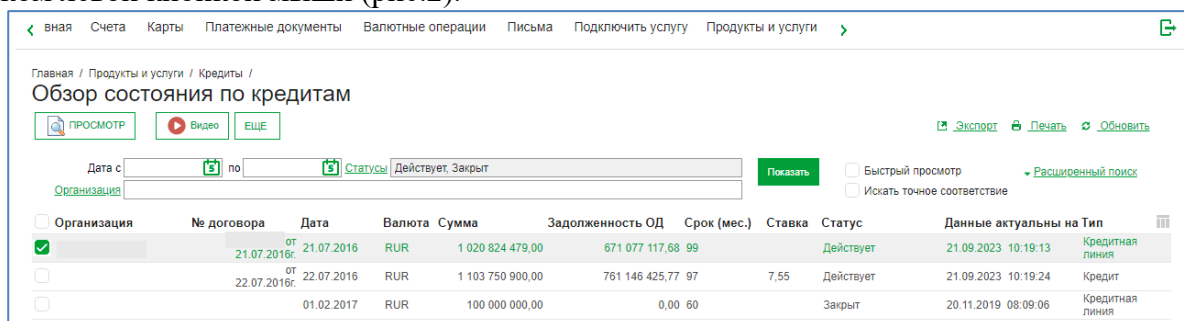 вная Счета Карты Платежные документы Валютные операции Письма Подключить услугу Продукты и услуги
Главная / Продукты и услуги / Кредиты /
Обзор состояния по кредитам
ПРОСМОТР Видео ЕЩЕ Экспорт Печать Обновить
Дата с 5 по 5 Статусы Действует, Закрыт Показать Быстрый просмотр Расширенный поиск
Организация Искать точное соответствие
Организация № договора Дата Валюта Сумма Задолженность ОД Срок (мес.) Ставка Статус Данные актуальны на Тип
от 21.07.2016г. 21.07.2016 RUR 1 020 824 479,00 671 077 117,68 99 Действует 21.09.2023 10:19:13 Кредитная линия
от 22.07.2016г. 22.07.2016 RUR 1 103 750 900,00 761 146 425,77 97 7,55 Действует 21.09.2023 10:19:24 Кредит
01.02.2017 RUR 100 000 000,00 0,00 60 Закрыт 20.11.2019 08:09:06 Кредитная линия